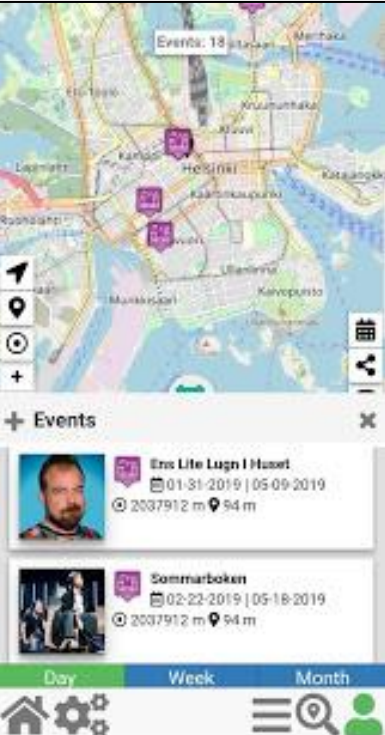 Events: 18
Merihaka
Etu-Töölö
Kruununhaka
Kluuvi
Lapinlahti
Kamppi
Helsinki
Katajanokka
Kaartinkaupunki
Ruoholahti
Ullanlinna
Munkkisaari
Kaivopuisto
+
+ Events ×
Ens Lite Lugn I Huset
01-31-2019 | 05-09-2019
2037912 m 94 m
Sommarboken
02-22-2019 | 05-18-2019
2037912 m 94 m
Day Week Month